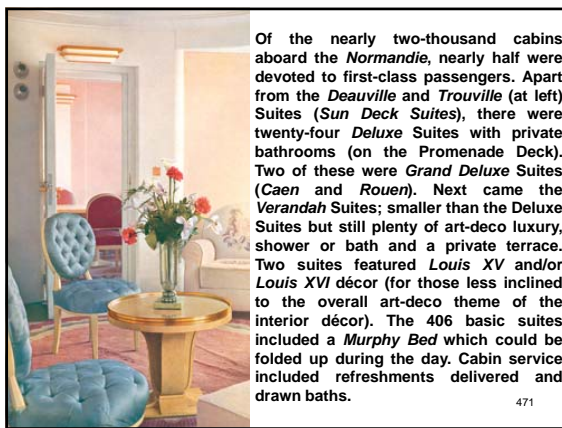 Of the nearly two-thousand cabins
aboard the Normandie, nearly half were
devoted to first-class passengers. Apart
from the Deauville and Trouville (at left)
Suites (Sun Deck Suites), there were
twenty-four Deluxe Suites with private
bathrooms (on the Promenade Deck).
Two of these were Grand Deluxe Suites
(Caen and Rouen). Next came the
Verandah Suites; smaller than the Deluxe
Suites but still plenty of art-deco luxury,
shower or bath and a private terrace.
Two suites featured Louis XV and/or
Louis XVI décor (for those less inclined
to the overall art-deco theme of the
interior décor). The 406 basic suites
included a Murphy Bed which could be
folded up during the day. Cabin service
included refreshments delivered and
drawn baths.
471